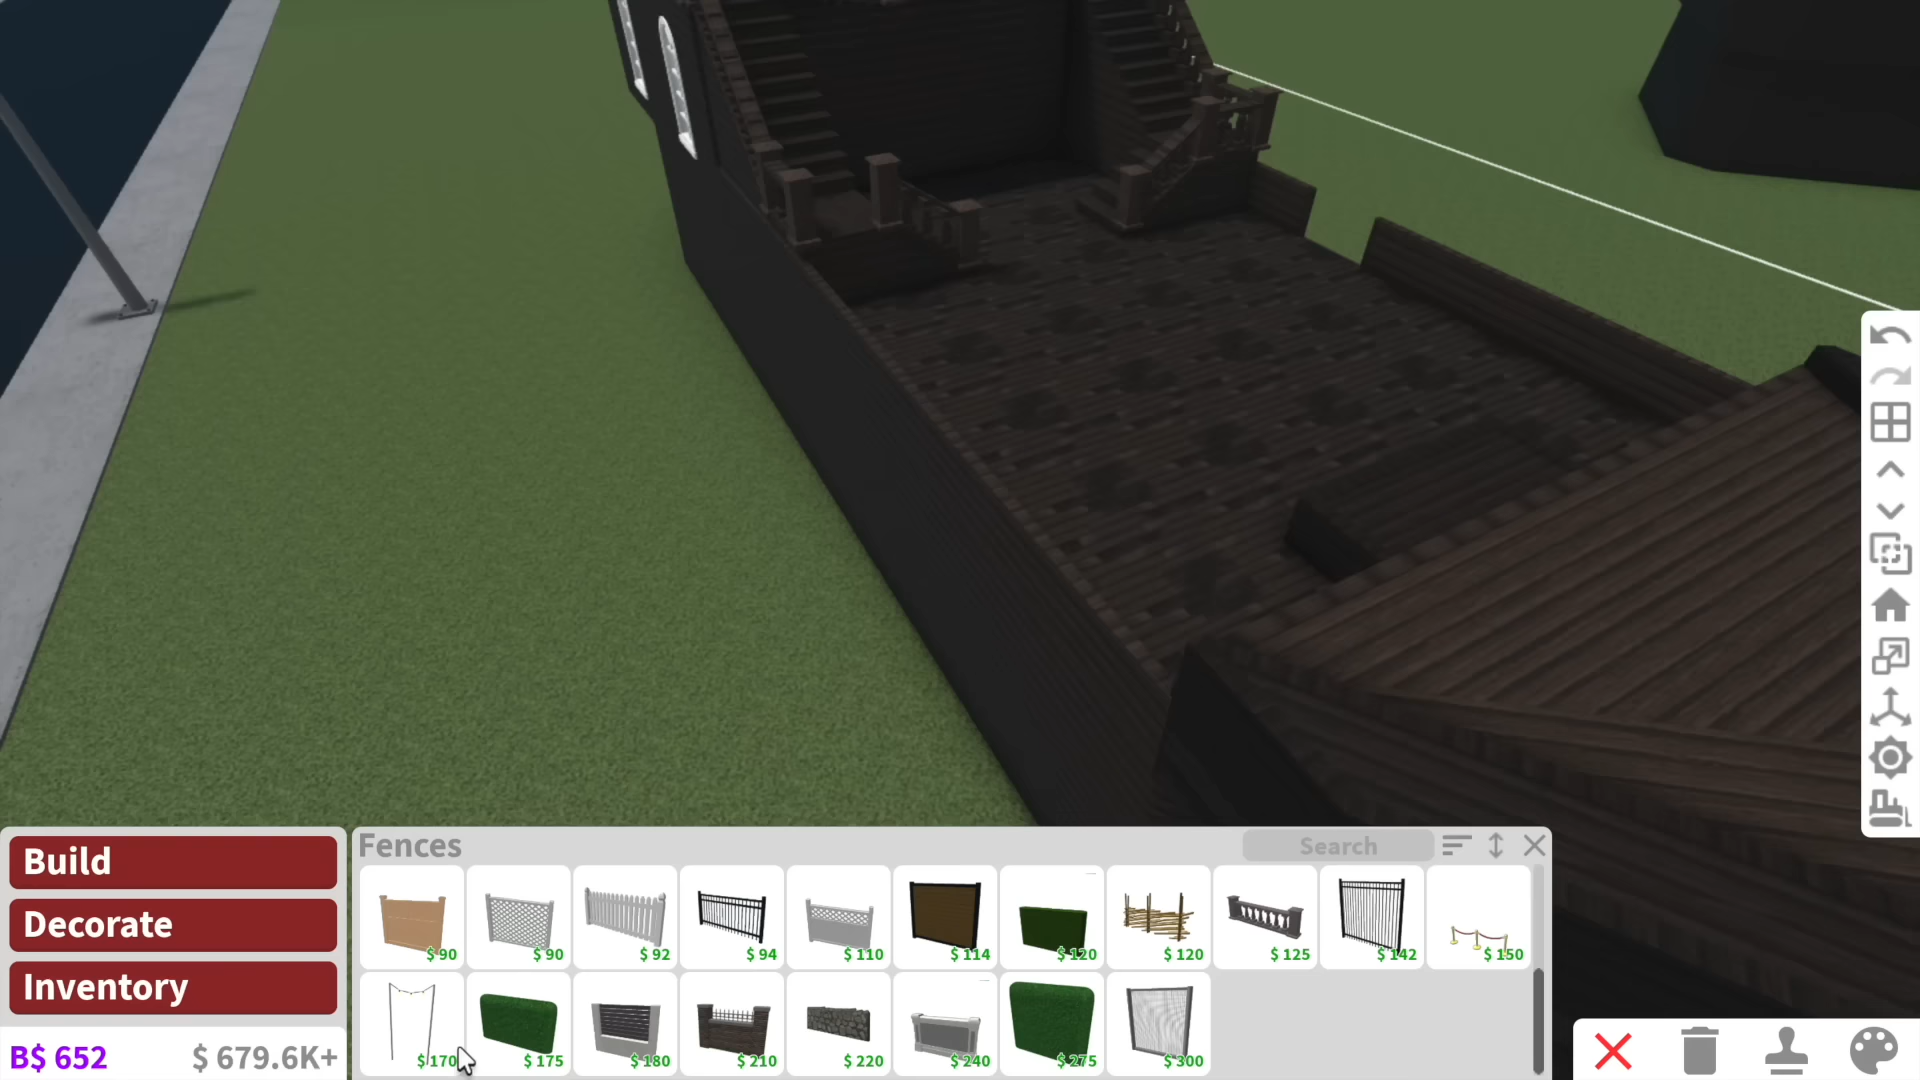 Build
Decorate
Inventory
B$ 652
$ 679.6K+
Fences
Search
$ 90
$ 90
$ 92
$ 94
$ 110
$ 114
$ 120
$ 120
$ 125
$ 142
$ 150
$ 170
$ 175
$ 180
$ 210
$ 220
$ 240
$ 275
$ 300